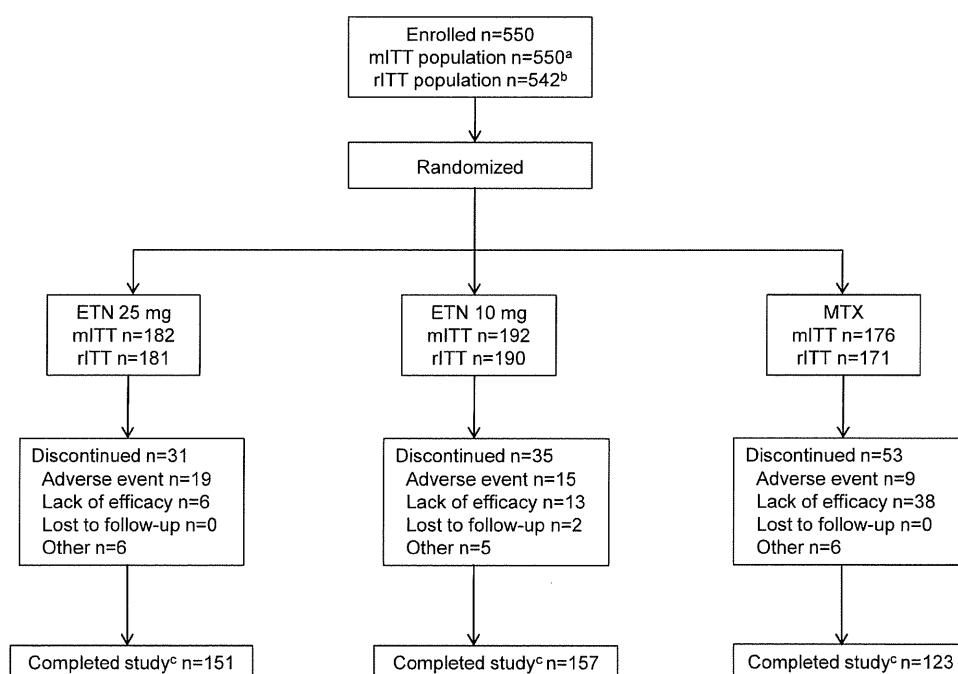 Enrolled n=550
mITT population n=550ᵃ
rITT population n=542ᵇ
Randomized
ETN 25 mg
mITT n=182
rITT n=181
ETN 10 mg
mITT n=192
rITT n=190
MTX
mITT n=176
rITT n=171
Discontinued n=31
Adverse event n=19
Lack of efficacy n=6
Lost to follow-up n=0
Other n=6
Discontinued n=35
Adverse event n=15
Lack of efficacy n=13
Lost to follow-up n=2
Other n=5
Discontinued n=53
Adverse event n=9
Lack of efficacy n=38
Lost to follow-up n=0
Other n=6
Completed studyᶜ n=151
Completed studyᶜ n=157
Completed studyᶜ n=123